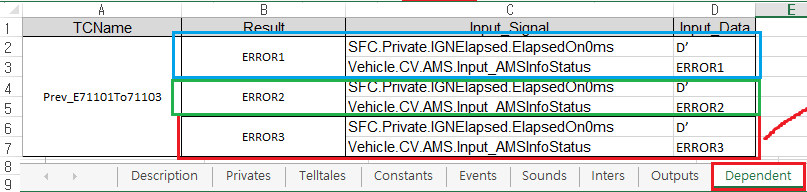 A B C D E
1 TCName Result Input_Signal Input_Data
2 SFC.Private.IGNElapsed.ElapsedOn0ms D’
ERROR1
3 Vehicle.CV.AMS.Input_AMSInfoStatus ERROR1
4 SFC.Private.IGNElapsed.ElapsedOn0ms D’
Prev_E71101To71103 ERROR2
5 Vehicle.CV.AMS.Input_AMSInfoStatus ERROR2
6 SFC.Private.IGNElapsed.ElapsedOn0ms D’
ERROR3
7 Vehicle.CV.AMS.Input_AMSInfoStatus ERROR3
8
9
Description Privates Telltales Constants Events Sounds Inters Outputs Dependent